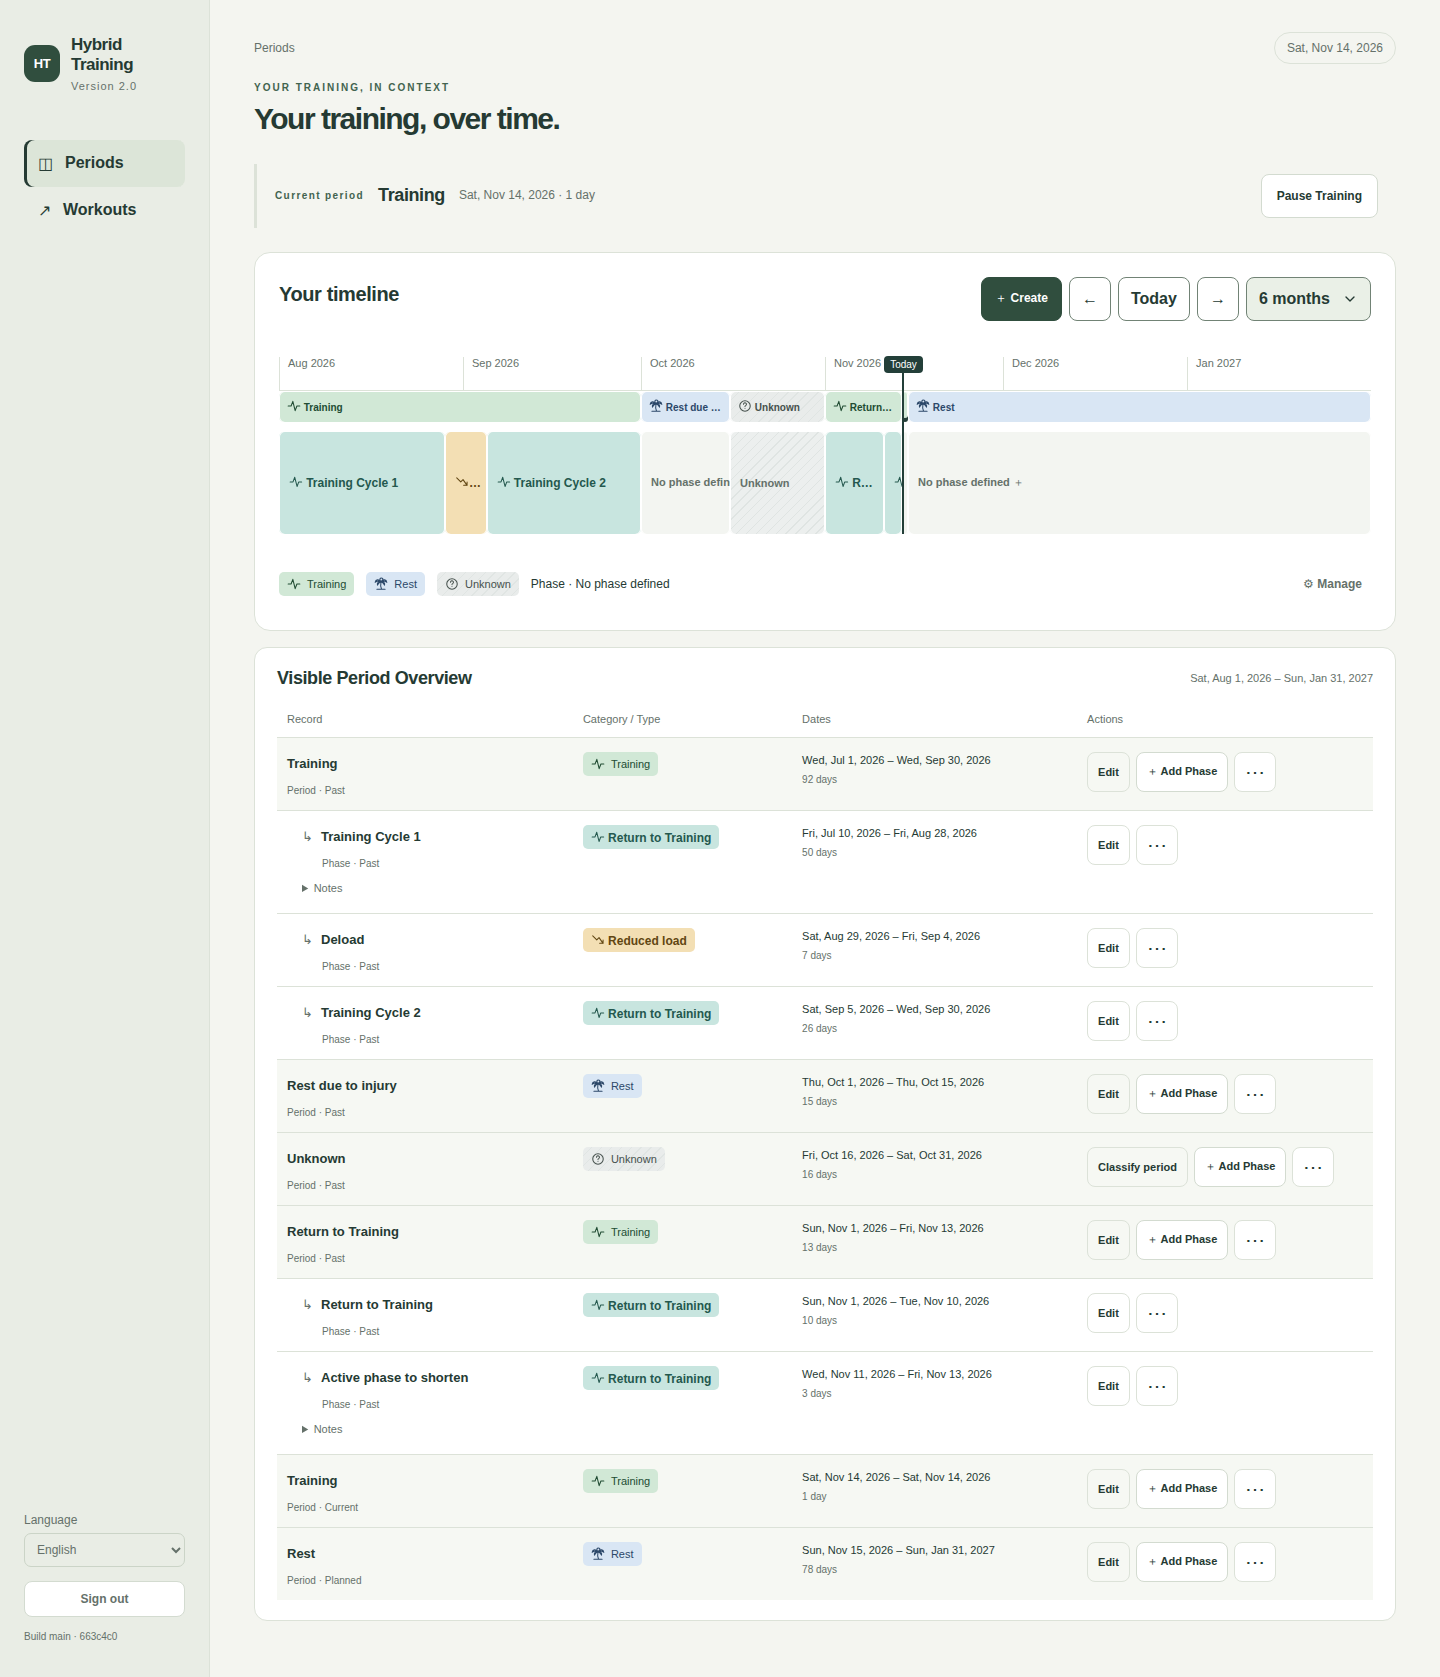 HT
Hybrid
Training
Version 2.0
Periods
Workouts
Language
English
Sign out
Build main · 663c4c0
Periods
Sat, Nov 14, 2026
YOUR TRAINING, IN CONTEXT
Your training, over time.
Current period Training Sat, Nov 14, 2026 · 1 day
Pause Training
Your timeline
+ Create
←
Today
→
6 months
Aug 2026 Sep 2026 Oct 2026 Nov 2026 Today Dec 2026 Jan 2027
Training Rest due ... Unknown Return... Rest
Training Cycle 1 ... Training Cycle 2 No phase defin Unknown R... No phase defined +
Training Rest Unknown Phase · No phase defined
⚙ Manage
Visible Period Overview
Sat, Aug 1, 2026 – Sun, Jan 31, 2027
Record Category / Type Dates Actions
Training Training Wed, Jul 1, 2026 – Wed, Sep 30, 2026 Edit + Add Phase ···
Period · Past 92 days
↳ Training Cycle 1 Return to Training Fri, Jul 10, 2026 – Fri, Aug 28, 2026 Edit ···
Phase · Past 50 days
▶ Notes
↳ Deload Reduced load Sat, Aug 29, 2026 – Fri, Sep 4, 2026 Edit ···
Phase · Past 7 days
↳ Training Cycle 2 Return to Training Sat, Sep 5, 2026 – Wed, Sep 30, 2026 Edit ···
Phase · Past 26 days
Rest due to injury Rest Thu, Oct 1, 2026 – Thu, Oct 15, 2026 Edit + Add Phase ···
Period · Past 15 days
Unknown Unknown Fri, Oct 16, 2026 – Sat, Oct 31, 2026 Classify period + Add Phase ···
Period · Past 16 days
Return to Training Training Sun, Nov 1, 2026 – Fri, Nov 13, 2026 Edit + Add Phase ···
Period · Past 13 days
↳ Return to Training Return to Training Sun, Nov 1, 2026 – Tue, Nov 10, 2026 Edit ···
Phase · Past 10 days
↳ Active phase to shorten Return to Training Wed, Nov 11, 2026 – Fri, Nov 13, 2026 Edit ···
Phase · Past 3 days
▶ Notes
Training Training Sat, Nov 14, 2026 – Sat, Nov 14, 2026 Edit + Add Phase ···
Period · Current 1 day
Rest Rest Sun, Nov 15, 2026 – Sun, Jan 31, 2027 Edit + Add Phase ···
Period · Planned 78 days